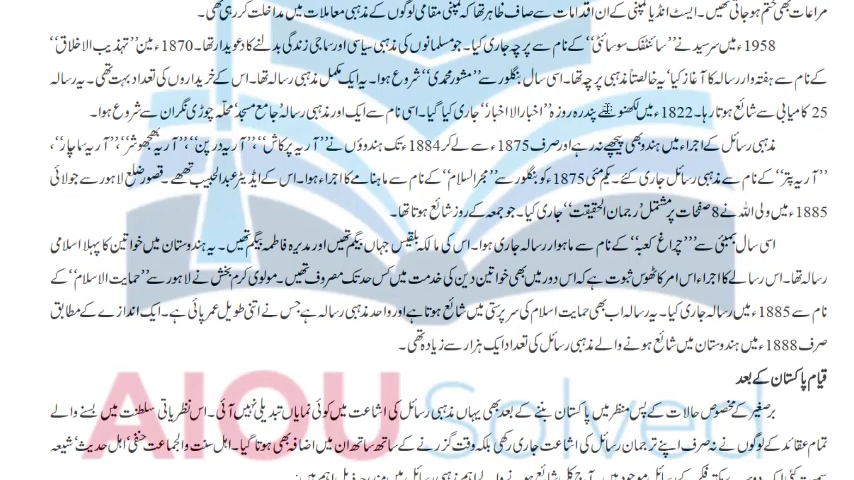 مراعات بھی ختم ہو جاتی تھیں۔ ایسٹ انڈیا کمپنی کے ان اقدامات سے صاف ظاہر تھا کہ کمپنی مقامی لوگوں کے مذہبی معاملات میں مداخلت کر رہی تھی۔
1958ء میں سرسید نے ’’سائنٹفک سوسائٹی‘‘ کے نام سے پرچہ جاری کیا۔ جو مسلمانوں کی مذہبی سیاسی اور سماجی زندگی بدلنے کا دعویدار تھا۔ 1870ء مین ’’تہذیب الاخلاق‘‘
کے نام سے ہفتہ وار رسالہ کا آغاز کیا‘ یہ خالصتاً مذہبی پرچہ تھا۔ اسی سال بنگلور سے ’’مشور محمدی‘‘ شروع ہوا۔ یہ ایک مکمل مذہبی رسالہ تھا۔ اس کے خریداروں کی تعداد بہت تھی۔ یہ رسالہ
25 کامیابی سے شائع ہوتا رہا۔ 1822ء میں لکھنو سے پندرہ روزہ ’’اخبار الاخبار‘‘ جاری کیا گیا۔ اسی نام سے ایک اور مذہبی رسالہ ’جامع مسجد‘ محلّہ چوڑی نگران سے شروع ہوا۔
مذہبی رسائل کے اجراء میں ہندو بھی پیچھے نہ رہے اور صرف 1875ء سے لے کر 1884ء تک ہندوؤں نے ’’آریہ پرکاش‘‘، ’’آریہ درپن‘‘، ’’آریہ بھجوشر‘‘، ’’آریہ سماچار‘‘،
’’آریہ پتر‘‘ کے نام سے مذہبی رسائل جاری کئے۔ یکم مئی 1875ء کو بنگلور سے ’’مخبر السلام‘‘ کے نام سے ماہنامے کا اجراء ہوا۔ اس کے ایڈیٹر عبدالحبیب تھھے۔ قصور ضلع لاہور سے جولائی
1885ء میں ولی اللہ نے 8 صفحات پر مشتمل ’رجمان الحقیقت‘‘ جاری کیا۔ جو جمعہ کے روز شائع ہوتا تھا۔
اسی سال بمبئی سے ’’’چراغ کعبہ‘‘ کے نام سے ماہوار رسالہ جاری ہوا۔ اس کی مالکہ بلقیس جہاں بیگم تھیں اور مدیرہ فاطمہ بیگم تھیں۔ یہ ہندوستان میں خواتین کا پہلا اسلامی
رسالہ تھا۔ اس رسالے کا اجراء اس امر کا ٹھوس ثبوت ہے کہ اس دور میں بھی خواتین دین کی خدمت میں کس حد تک مصروف تھیں۔ مولوی کرم بخش نے لاہور سے ’’حمایت الاسلام‘‘ کے
نام سے 1885ء میں رسالہ جاری کیا۔ یہ رسالہ اب بھی حمایت اسلام کی سرپرستی میں شائع ہوتا ہے اور واحد مذہبی رسالہ ہے جس نے اتنی طویل عمر پائی ہے۔ ایک اندازے کے مطابق
صرف 1888ء میں ہندوستان میں شائع ہونے والے مذہبی رسائل کی تعداد ایک ہزار سے زیادہ تھی۔
قیام پاکستان کے بعد
برصغیر کے مخصوص حالات کے پس منظر میں پاکستان بننے کے بعد بھی یہاں مذہبی رسائل کی اشاعت میں کوئی نمایاں تبدیلی نہیں آئی۔ اس نظریاتی سلطنت میں بسنے والے
تمام عقائد کے لوگوں نے نہ صرف اپنے ترجمان رسائل کی اشاعت جاری رکھی بلکہ وقت گزرنے کے ساتھ ساتھ ان میں اضافہ بھی ہوتا گیا۔ اہل سنت والجماعت حنفی‘ اہل حدیث‘ شیعہ
AIOU Solved